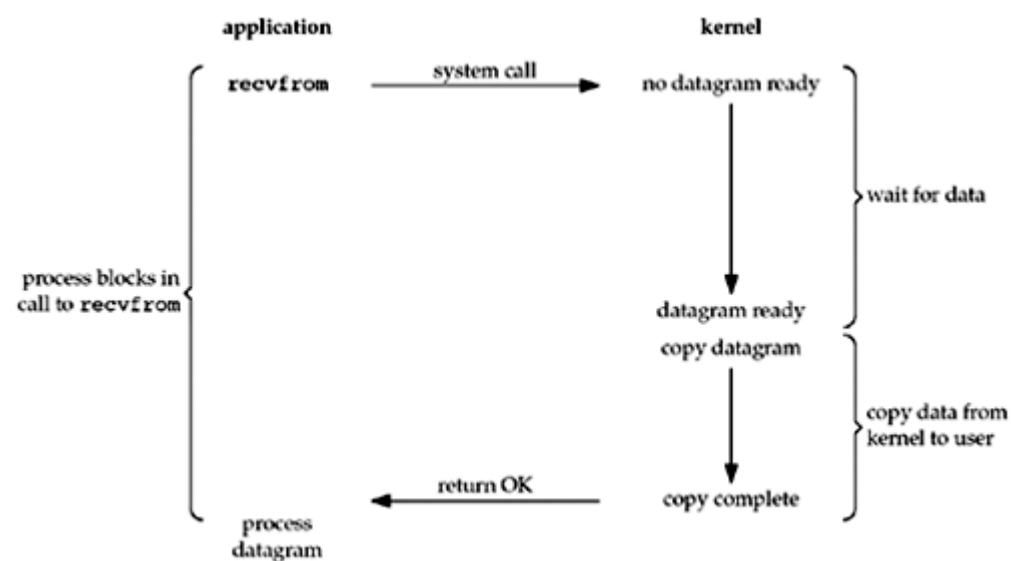 application
kernel
recvfrom
system call
no datagram ready
wait for data
process blocks in
call to recvfrom
datagram ready
copy datagram
copy data from
kernel to user
return OK
copy complete
process
datagram